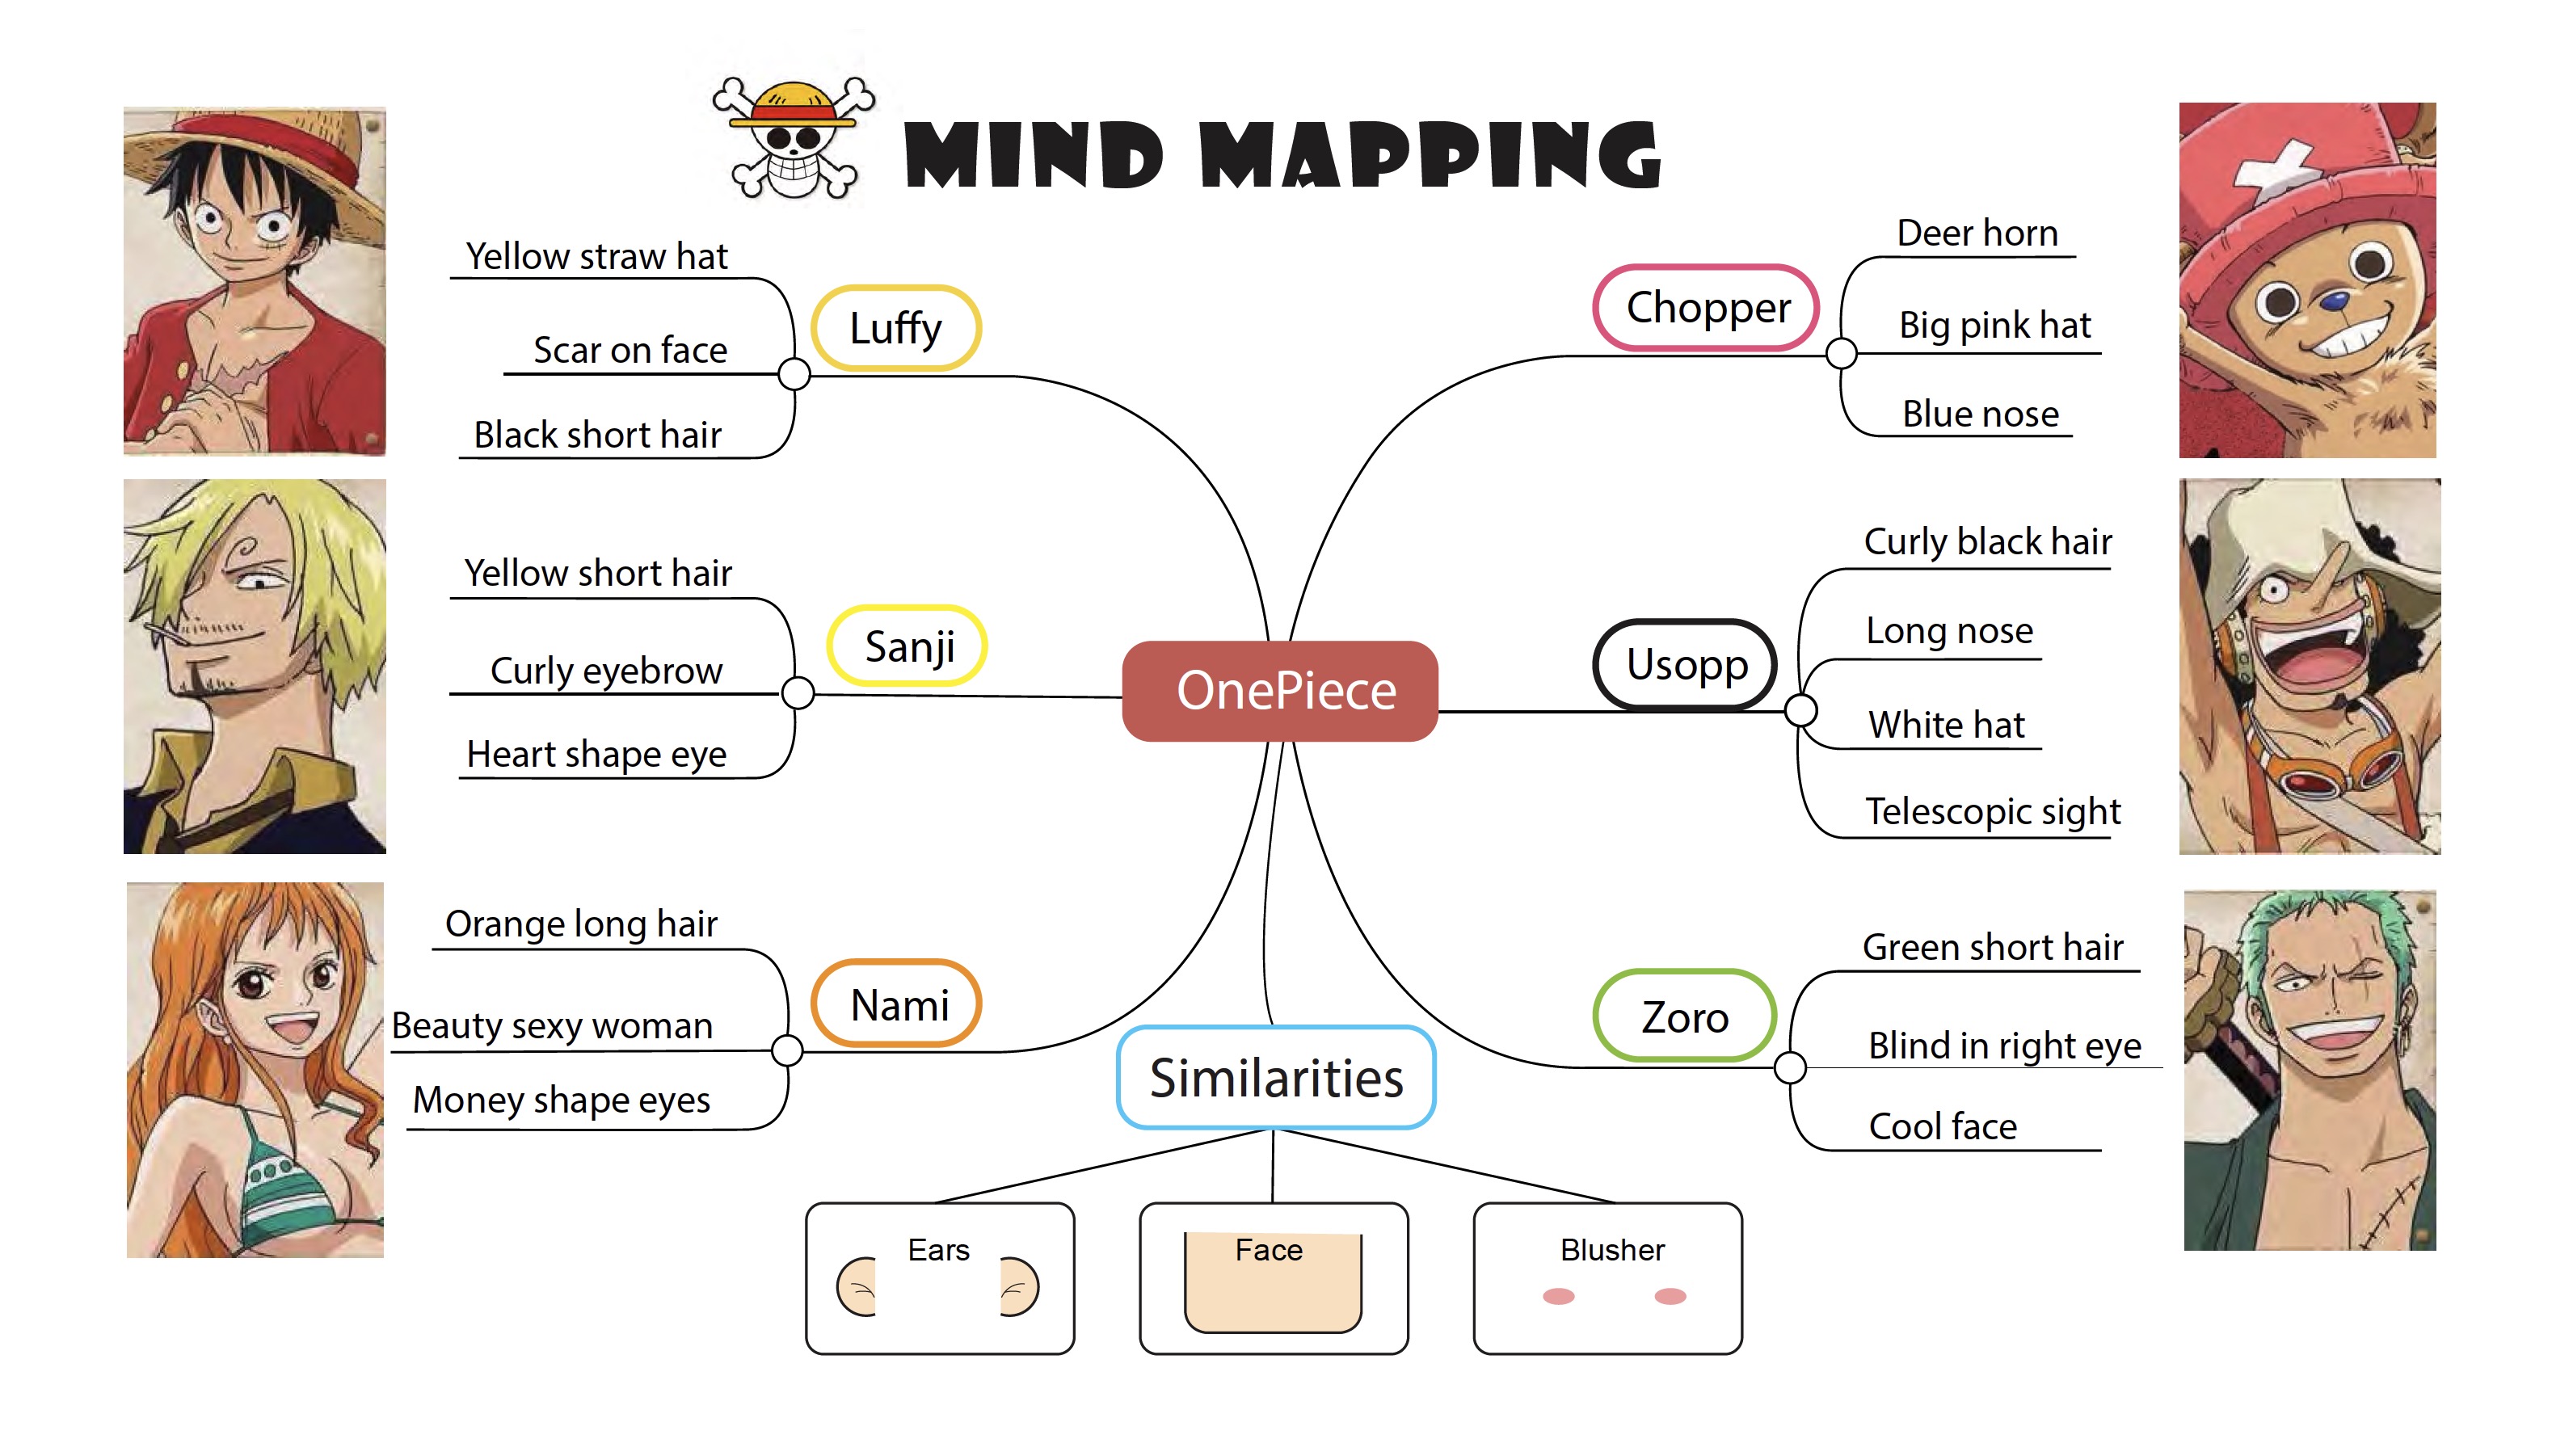 MIND MAPPING
Luffy
Yellow straw hat
Scar on face
Black short hair
Sanji
Yellow short hair
Curly eyebrow
Heart shape eye
Nami
Orange long hair
Beauty sexy woman
Money shape eyes
OnePiece
Chopper
Deer horn
Big pink hat
Blue nose
Usopp
Curly black hair
Long nose
White hat
Telescopic sight
Zoro
Green short hair
Blind in right eye
Cool face
Similarities
Ears
Face
Blusher